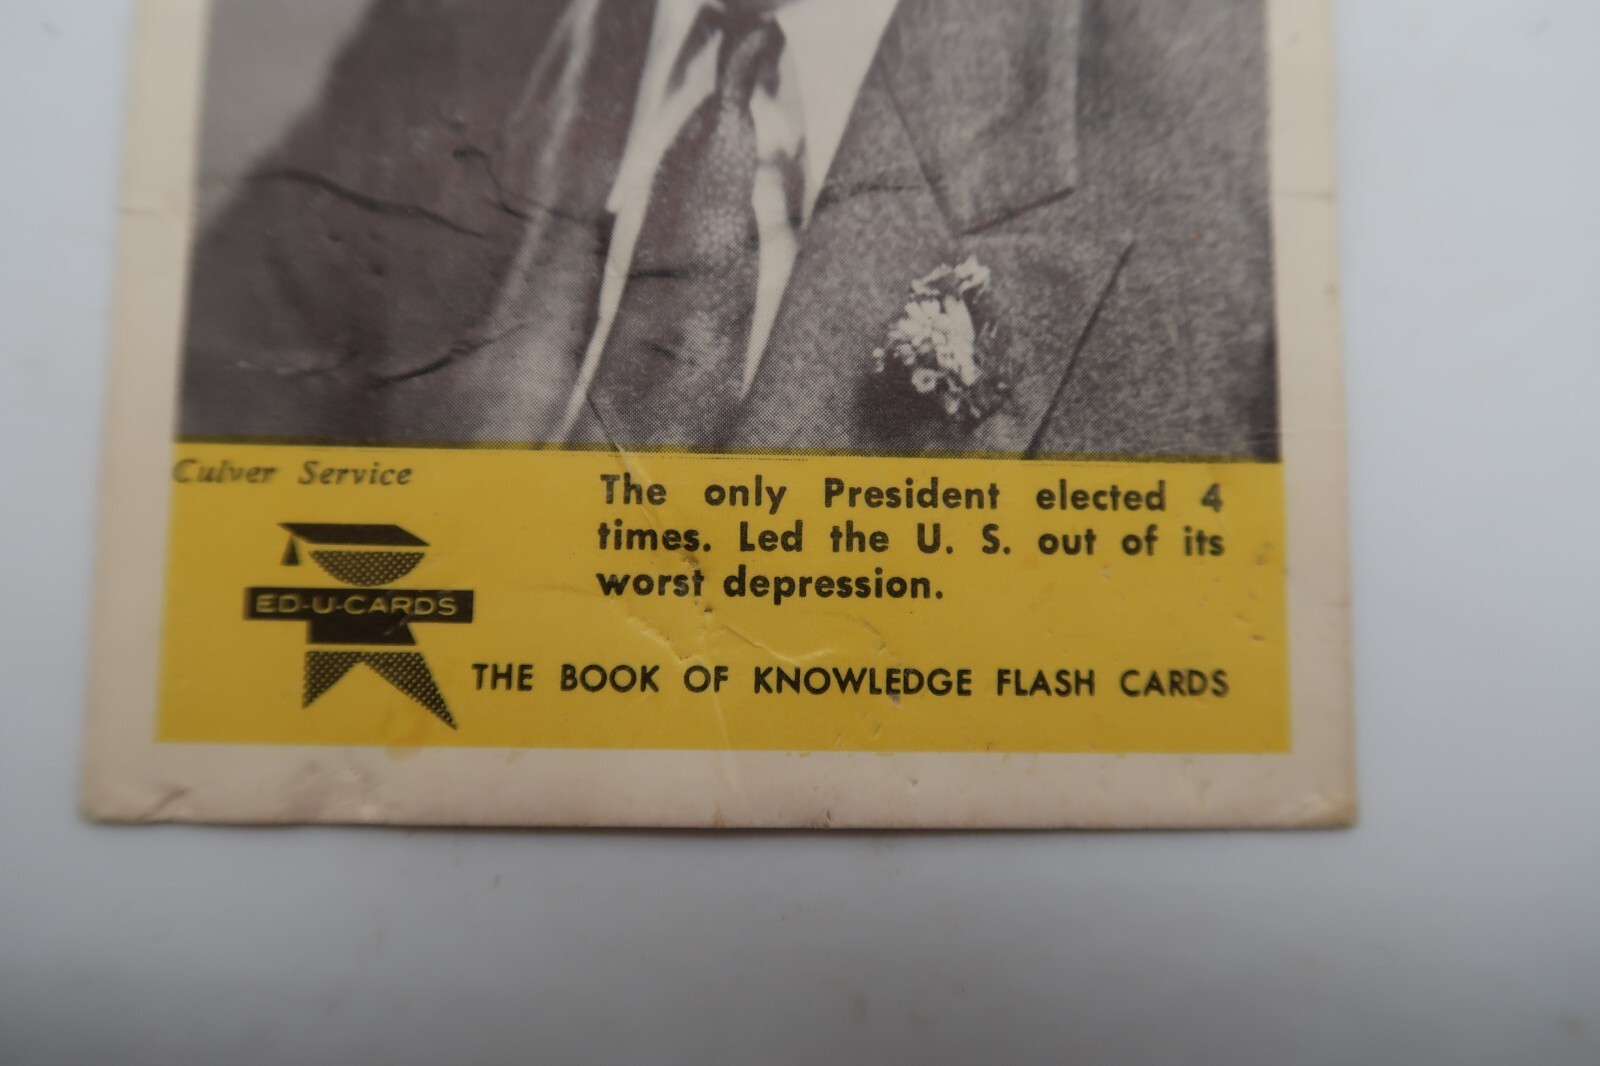 Culver Service
The only President elected 4
times. Led the U. S. out of its
worst depression.
ED-U-CARDS
THE BOOK OF KNOWLEDGE FLASH CARDS